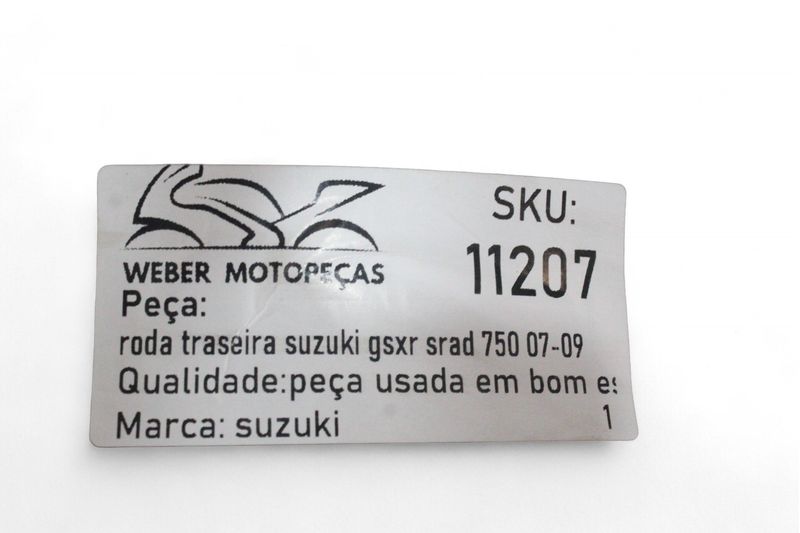 SKU:
11207
WEBER MOTOPEÇAS
Peça:
roda traseira suzuki gsxr srad 750 07-09
Qualidade:peça usada em bom
Marca: suzuki
1